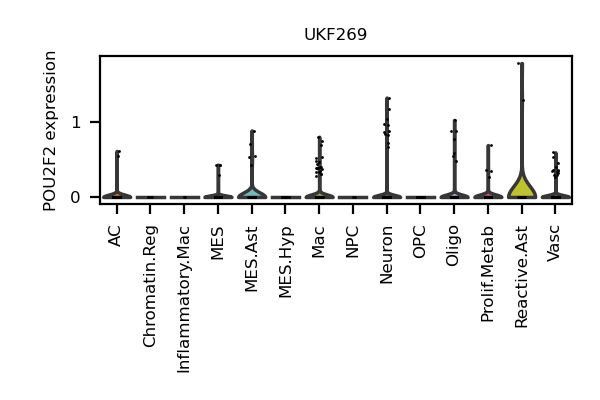 UKF269
POU2F2 expression
1
0
AC
Chromatin.Reg
Inflammatory.Mac
MES
MES.Ast
MES.Hyp
Mac
NPC
Neuron
OPC
Oligo
Prolif.Metab
Reactive.Ast
Vasc